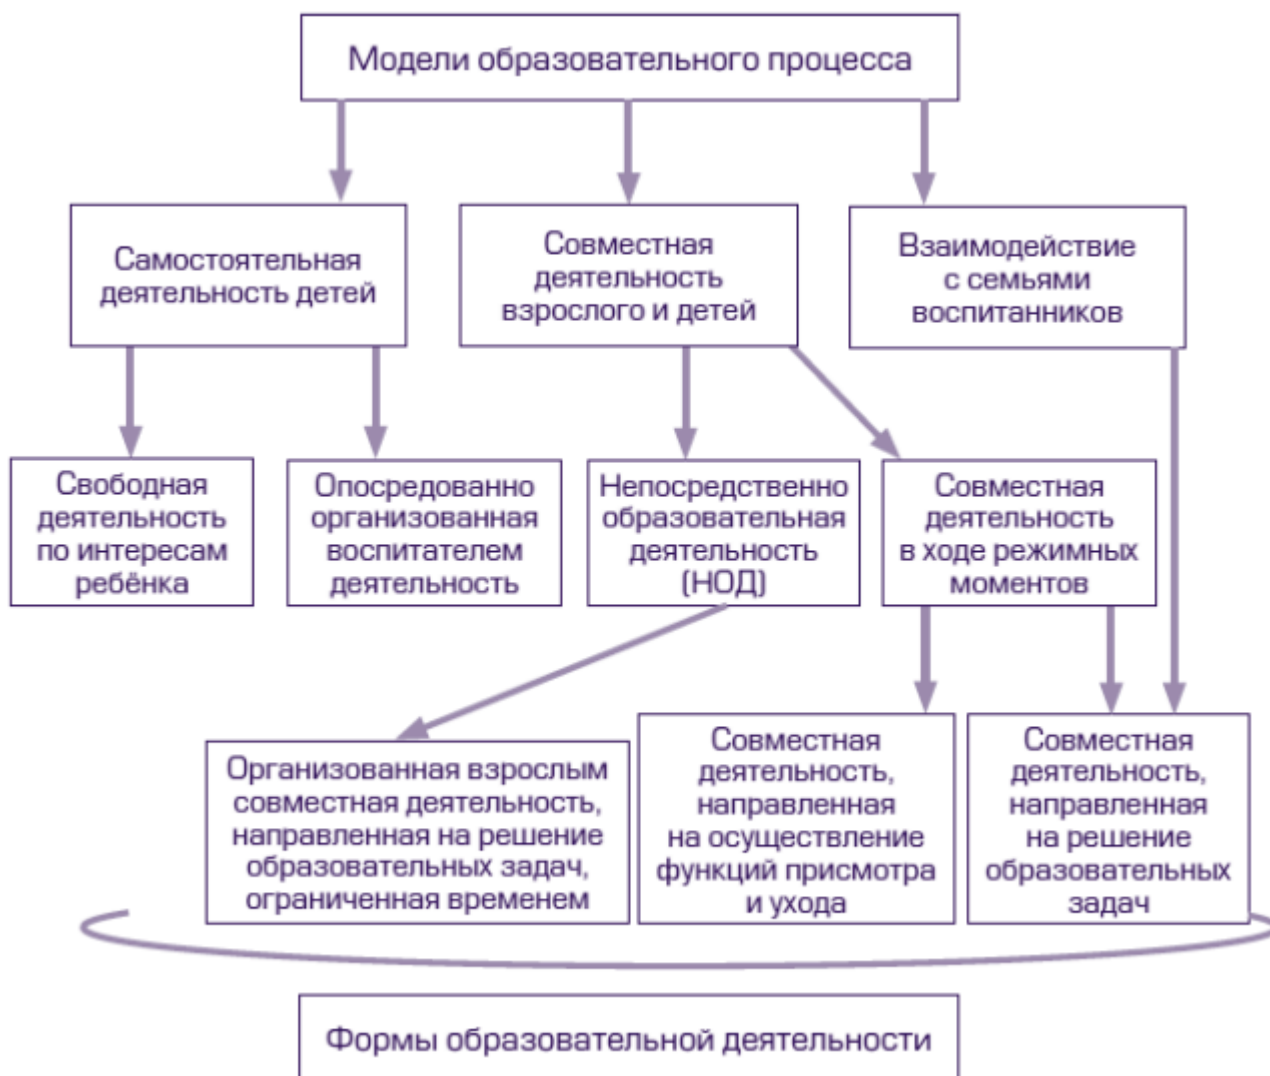 Модели образовательного процесса
Самостоятельная
деятельность детей
Совместная
деятельность
взрослого и детей
Взаимодействие
с семьями
воспитанников
Свободная
деятельность
по интересам
ребёнка
Опосредованно
организованная
воспитателем
деятельность
Непосредственно
образовательная
деятельность
(НОД)
Совместная
деятельность
в ходе режимных
моментов
Организованная взрослым
совместная деятельность,
направленная на решение
образовательных задач,
ограниченная временем
Совместная
деятельность,
направленная
на осуществление
функций присмотра
и ухода
Совместная
деятельность,
направленная
на решение
образовательных
задач
Формы образовательной деятельности